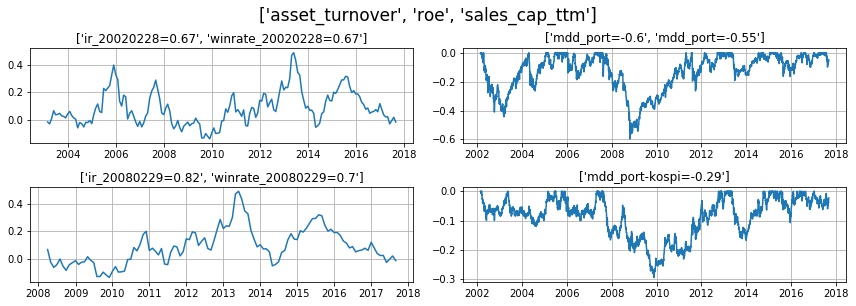 ['asset_turnover', 'roe', 'sales_cap_ttm']
['ir_20020228=0.67', 'winrate_20020228=0.67']
0.4
0.2
0.0
2004 2006 2008 2010 2012 2014 2016 2018
['mdd_port=-0.6', 'mdd_port=-0.55']
0.0
−0.2
−0.4
−0.6
2002 2004 2006 2008 2010 2012 2014 2016 2018
['ir_20080229=0.82', 'winrate_20080229=0.7']
0.4
0.2
0.0
2008 2009 2010 2011 2012 2013 2014 2015 2016 2017 2018
['mdd_port-kospi=-0.29']
0.0
−0.1
−0.2
−0.3
2002 2004 2006 2008 2010 2012 2014 2016 2018